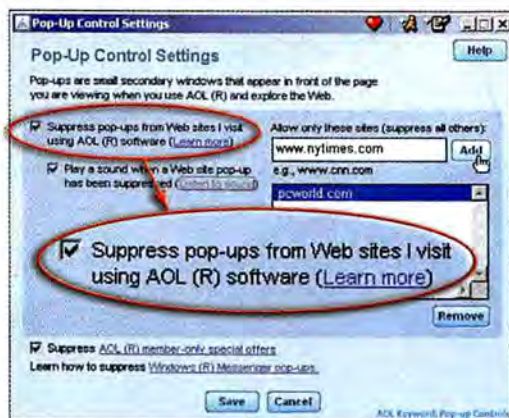 Pop-Up Control Settings
Pop-Up Control Settings
Help
Pop-ups are small secondary windows that appear in front of the page
you are viewing when you use AOL (R) and explore the Web.
Suppress pop-ups from Web sites I visit
using AOL (R) software (Learn more)
Play a sound when a Web site pop-up
has been suppressed (Listen to sound)
Allow only these sites (suppress all others):
www.nytimes.com
Add
e.g., www.cnn.com
pcworld.com
Suppress pop-ups from Web sites I visit
using AOL (R) software (Learn more)
Remove
Suppress AOL (R) member-only special offers
Learn how to suppress Windows (R) Messenger pop-ups.
Save
Cancel
AOL Keyword: Pop-up Controls